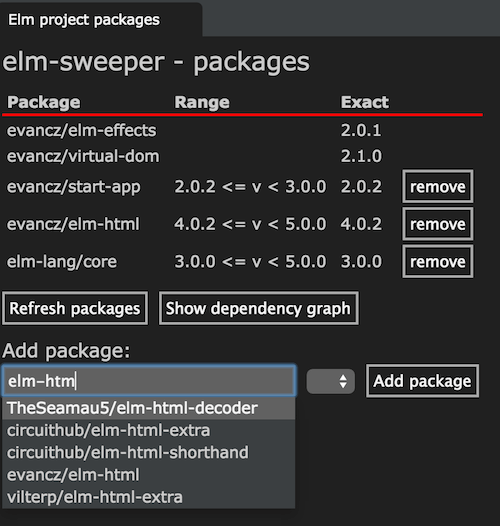 Elm project packages
elm-sweeper - packages
Package Range Exact
evancz/elm-effects 2.0.1
evancz/virtual-dom 2.1.0
evancz/start-app 2.0.2 <= v < 3.0.0 2.0.2 remove
evancz/elm-html 4.0.2 <= v < 5.0.0 4.0.2 remove
elm-lang/core 3.0.0 <= v < 5.0.0 3.0.0 remove
Refresh packages Show dependency graph
Add package:
elm-htm Add package
TheSeamau5/elm-html-decoder
circuithub/elm-html-extra
circuithub/elm-html-shorthand
evancz/elm-html
vilterp/elm-html-extra